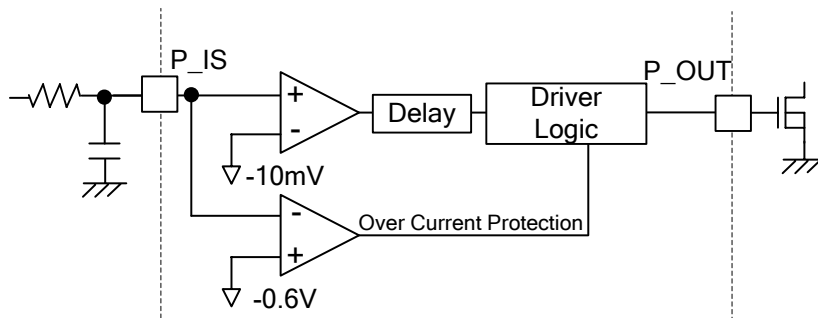 P_IS
P_OUT
+
-
-10mV
Delay
Driver
Logic
-
+
-0.6V
Over Current Protection